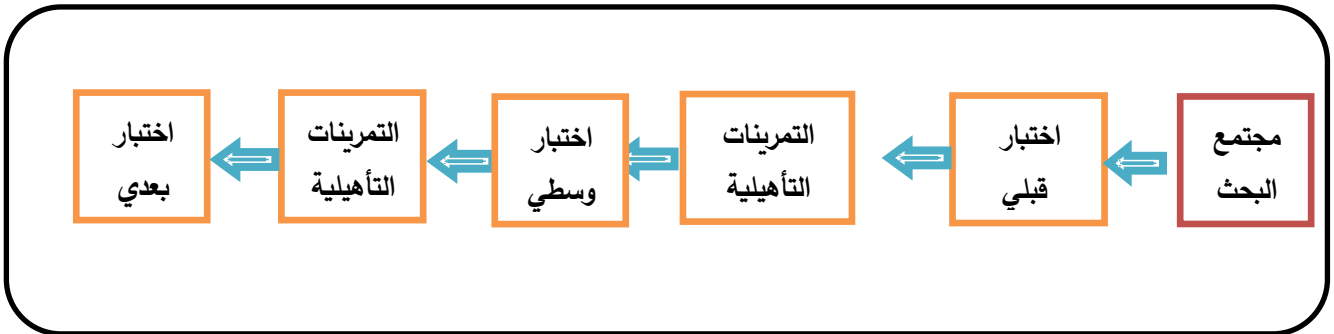 مجتمع
البحث
اختبار
قبلي
التمرينات
التأهيلية
اختبار
وسطي
التمرينات
التأهيلية
اختبار
بعدي